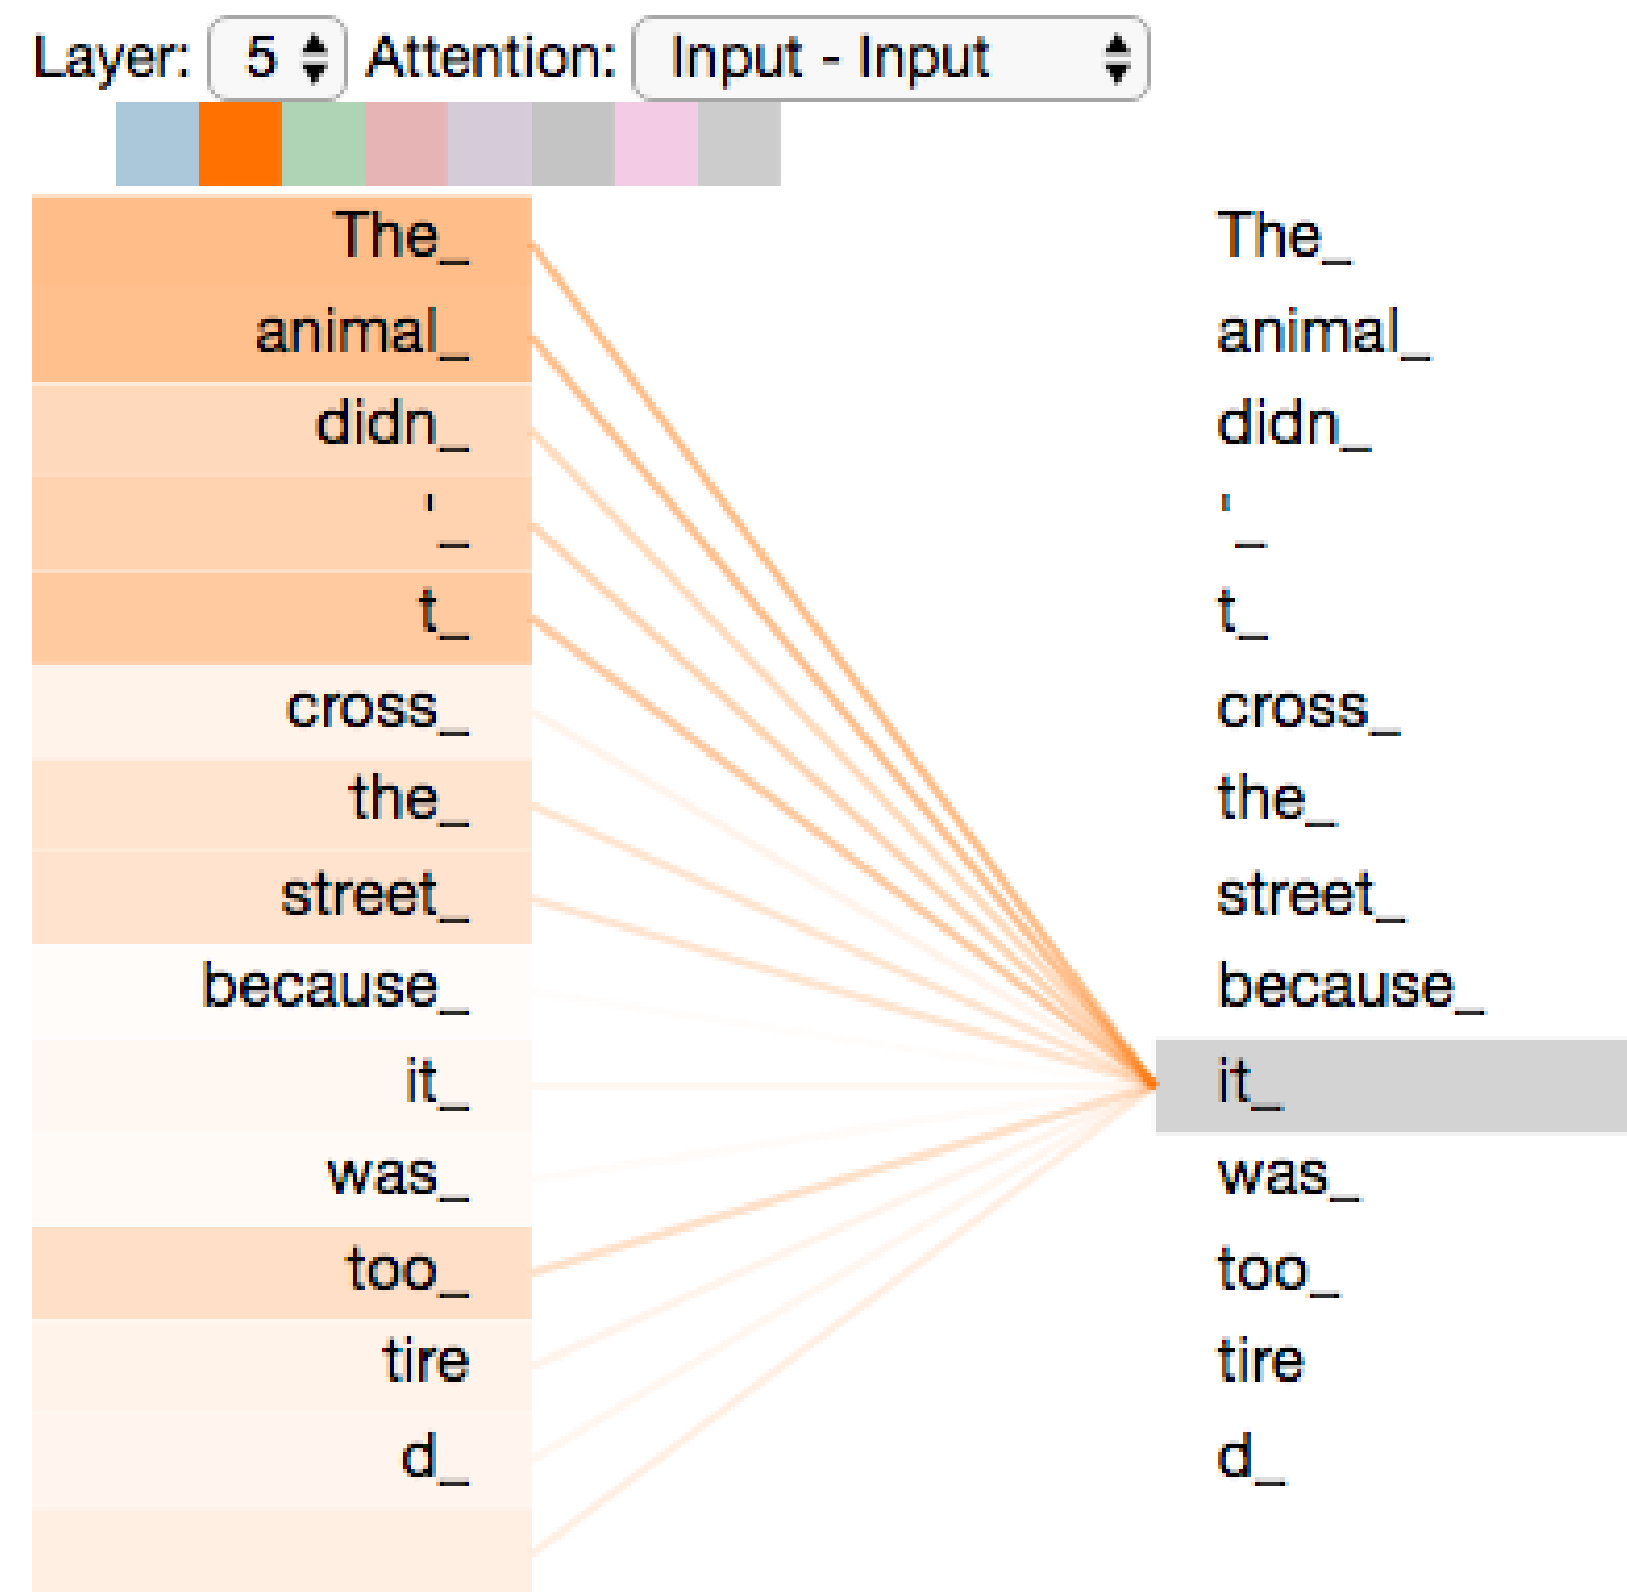 Layer: 5 Attention: Input - Input
The_ The_
animal_ animal_
didn_ didn_
'_ '_
t_ t_
cross_ cross_
the_ the_
street_ street_
because_ because_
it_ it_
was_ was_
too_ too_
tire tire
d_ d_